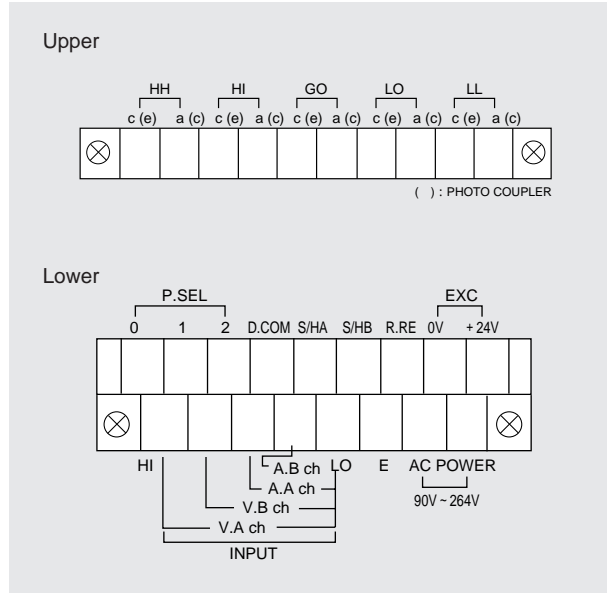 Upper
HH HI GO LO LL
c (e) a (c) c (e) a (c) c (e) a (c) c (e) a (c) c (e) a (c)
( ) : PHOTO COUPLER
Lower
P.SEL EXC
0 1 2 D.COM S/HA S/HB R.RE 0V + 24V
HI A.B ch LO E AC POWER
A.A ch 90V ~ 264V
V.B ch
V.A ch
INPUT